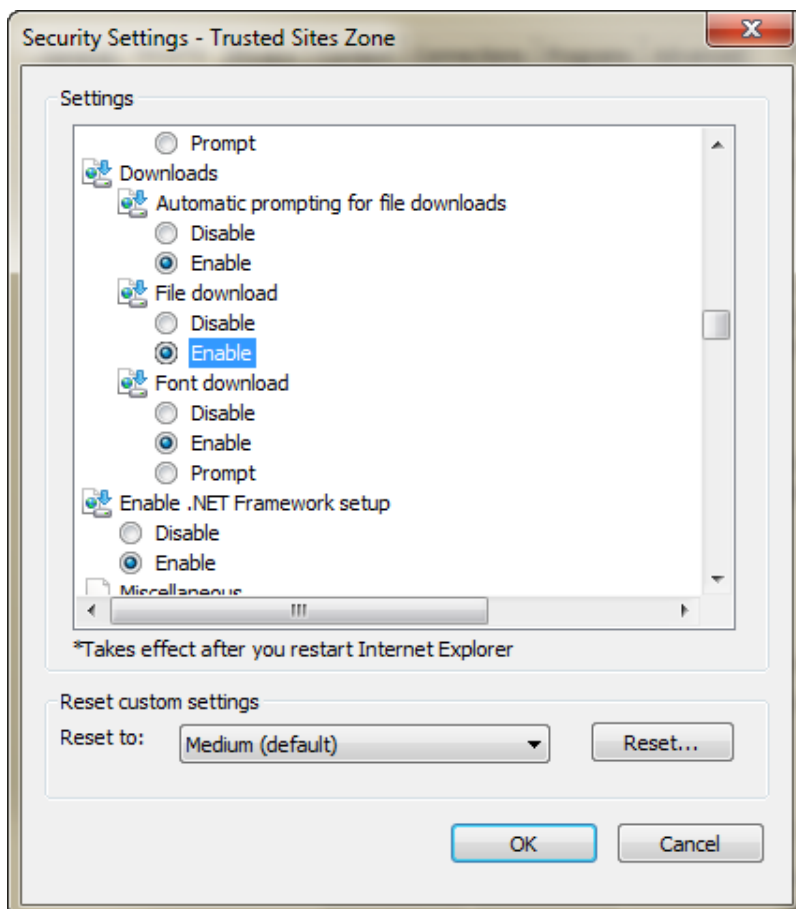 Security Settings - Trusted Sites Zone
Settings
Prompt
Downloads
Automatic prompting for file downloads
Disable
Enable
File download
Disable
Enable
Font download
Disable
Enable
Prompt
Enable .NET Framework setup
Disable
Enable
Miscellaneous
*Takes effect after you restart Internet Explorer
Reset custom settings
Reset to:
Medium (default)
Reset...
OK
Cancel